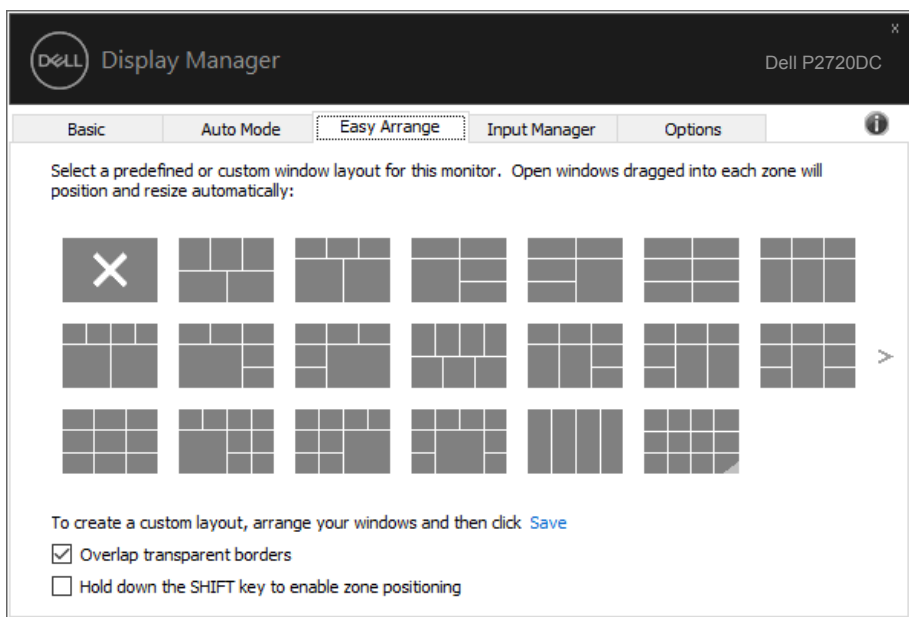 x
DELL Display Manager
Dell P2720DC
Basic Auto Mode Easy Arrange Input Manager Options
Select a predefined or custom window layout for this monitor. Open windows dragged into each zone will
position and resize automatically:
To create a custom layout, arrange your windows and then click Save
Overlap transparent borders
Hold down the SHIFT key to enable zone positioning